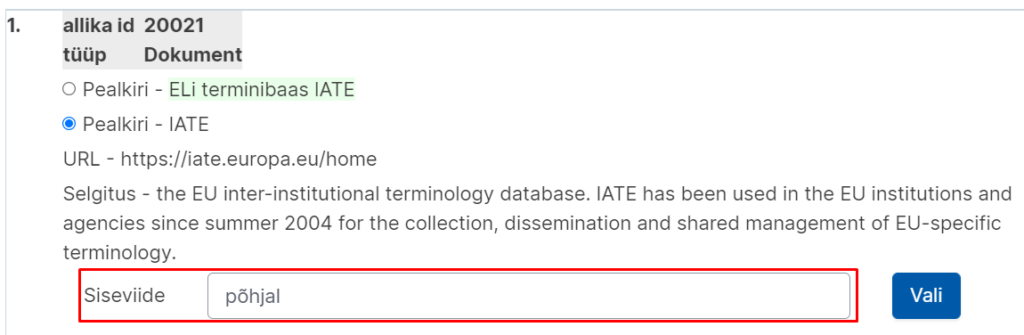 1. allika id 20021
tüüp Dokument
Pealkiri - ELi terminibaas IATE
Pealkiri - IATE
URL - https://iate.europa.eu/home
Selgitus - the EU inter-institutional terminology database. IATE has been used in the EU institutions and
agencies since summer 2004 for the collection, dissemination and shared management of EU-specific
terminology.
Siseviide põhjal Vali